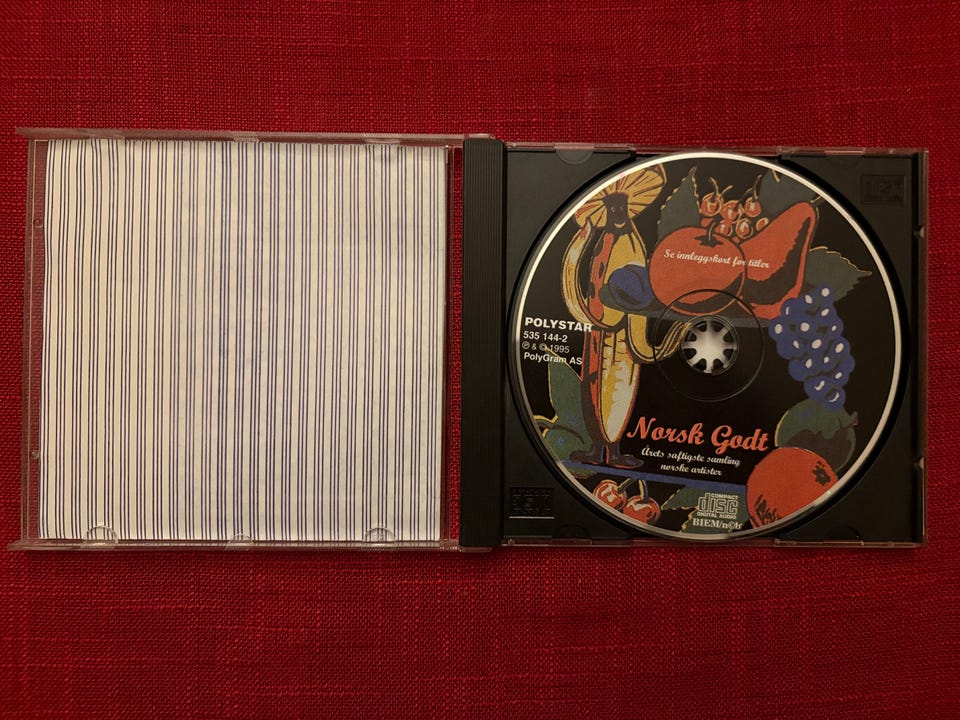 Se innleggskort for titler
POLYSTAR
535 144-2
℗ & © 1995
PolyGram AS
Norsk Godt
Årets saftigste samling
norske artister
COMPACT
disc
DIGITAL AUDIO
BIEM/n©b